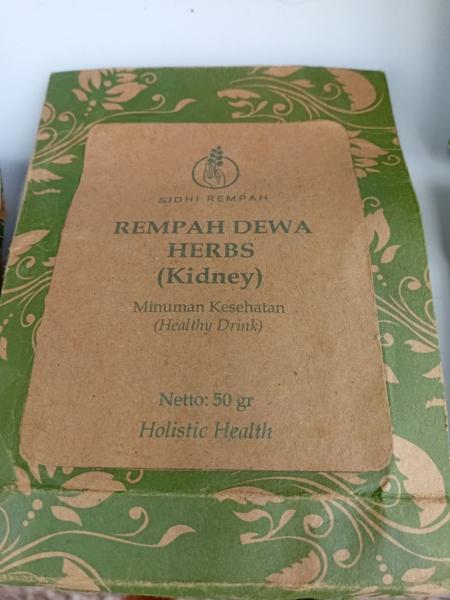 SIDHI REMPAH
REMPAH DEWA
HERBS
(Kidney)
Minuman Kesehatan
(Healthy Drink)
Netto: 50 gr
Holistic Health